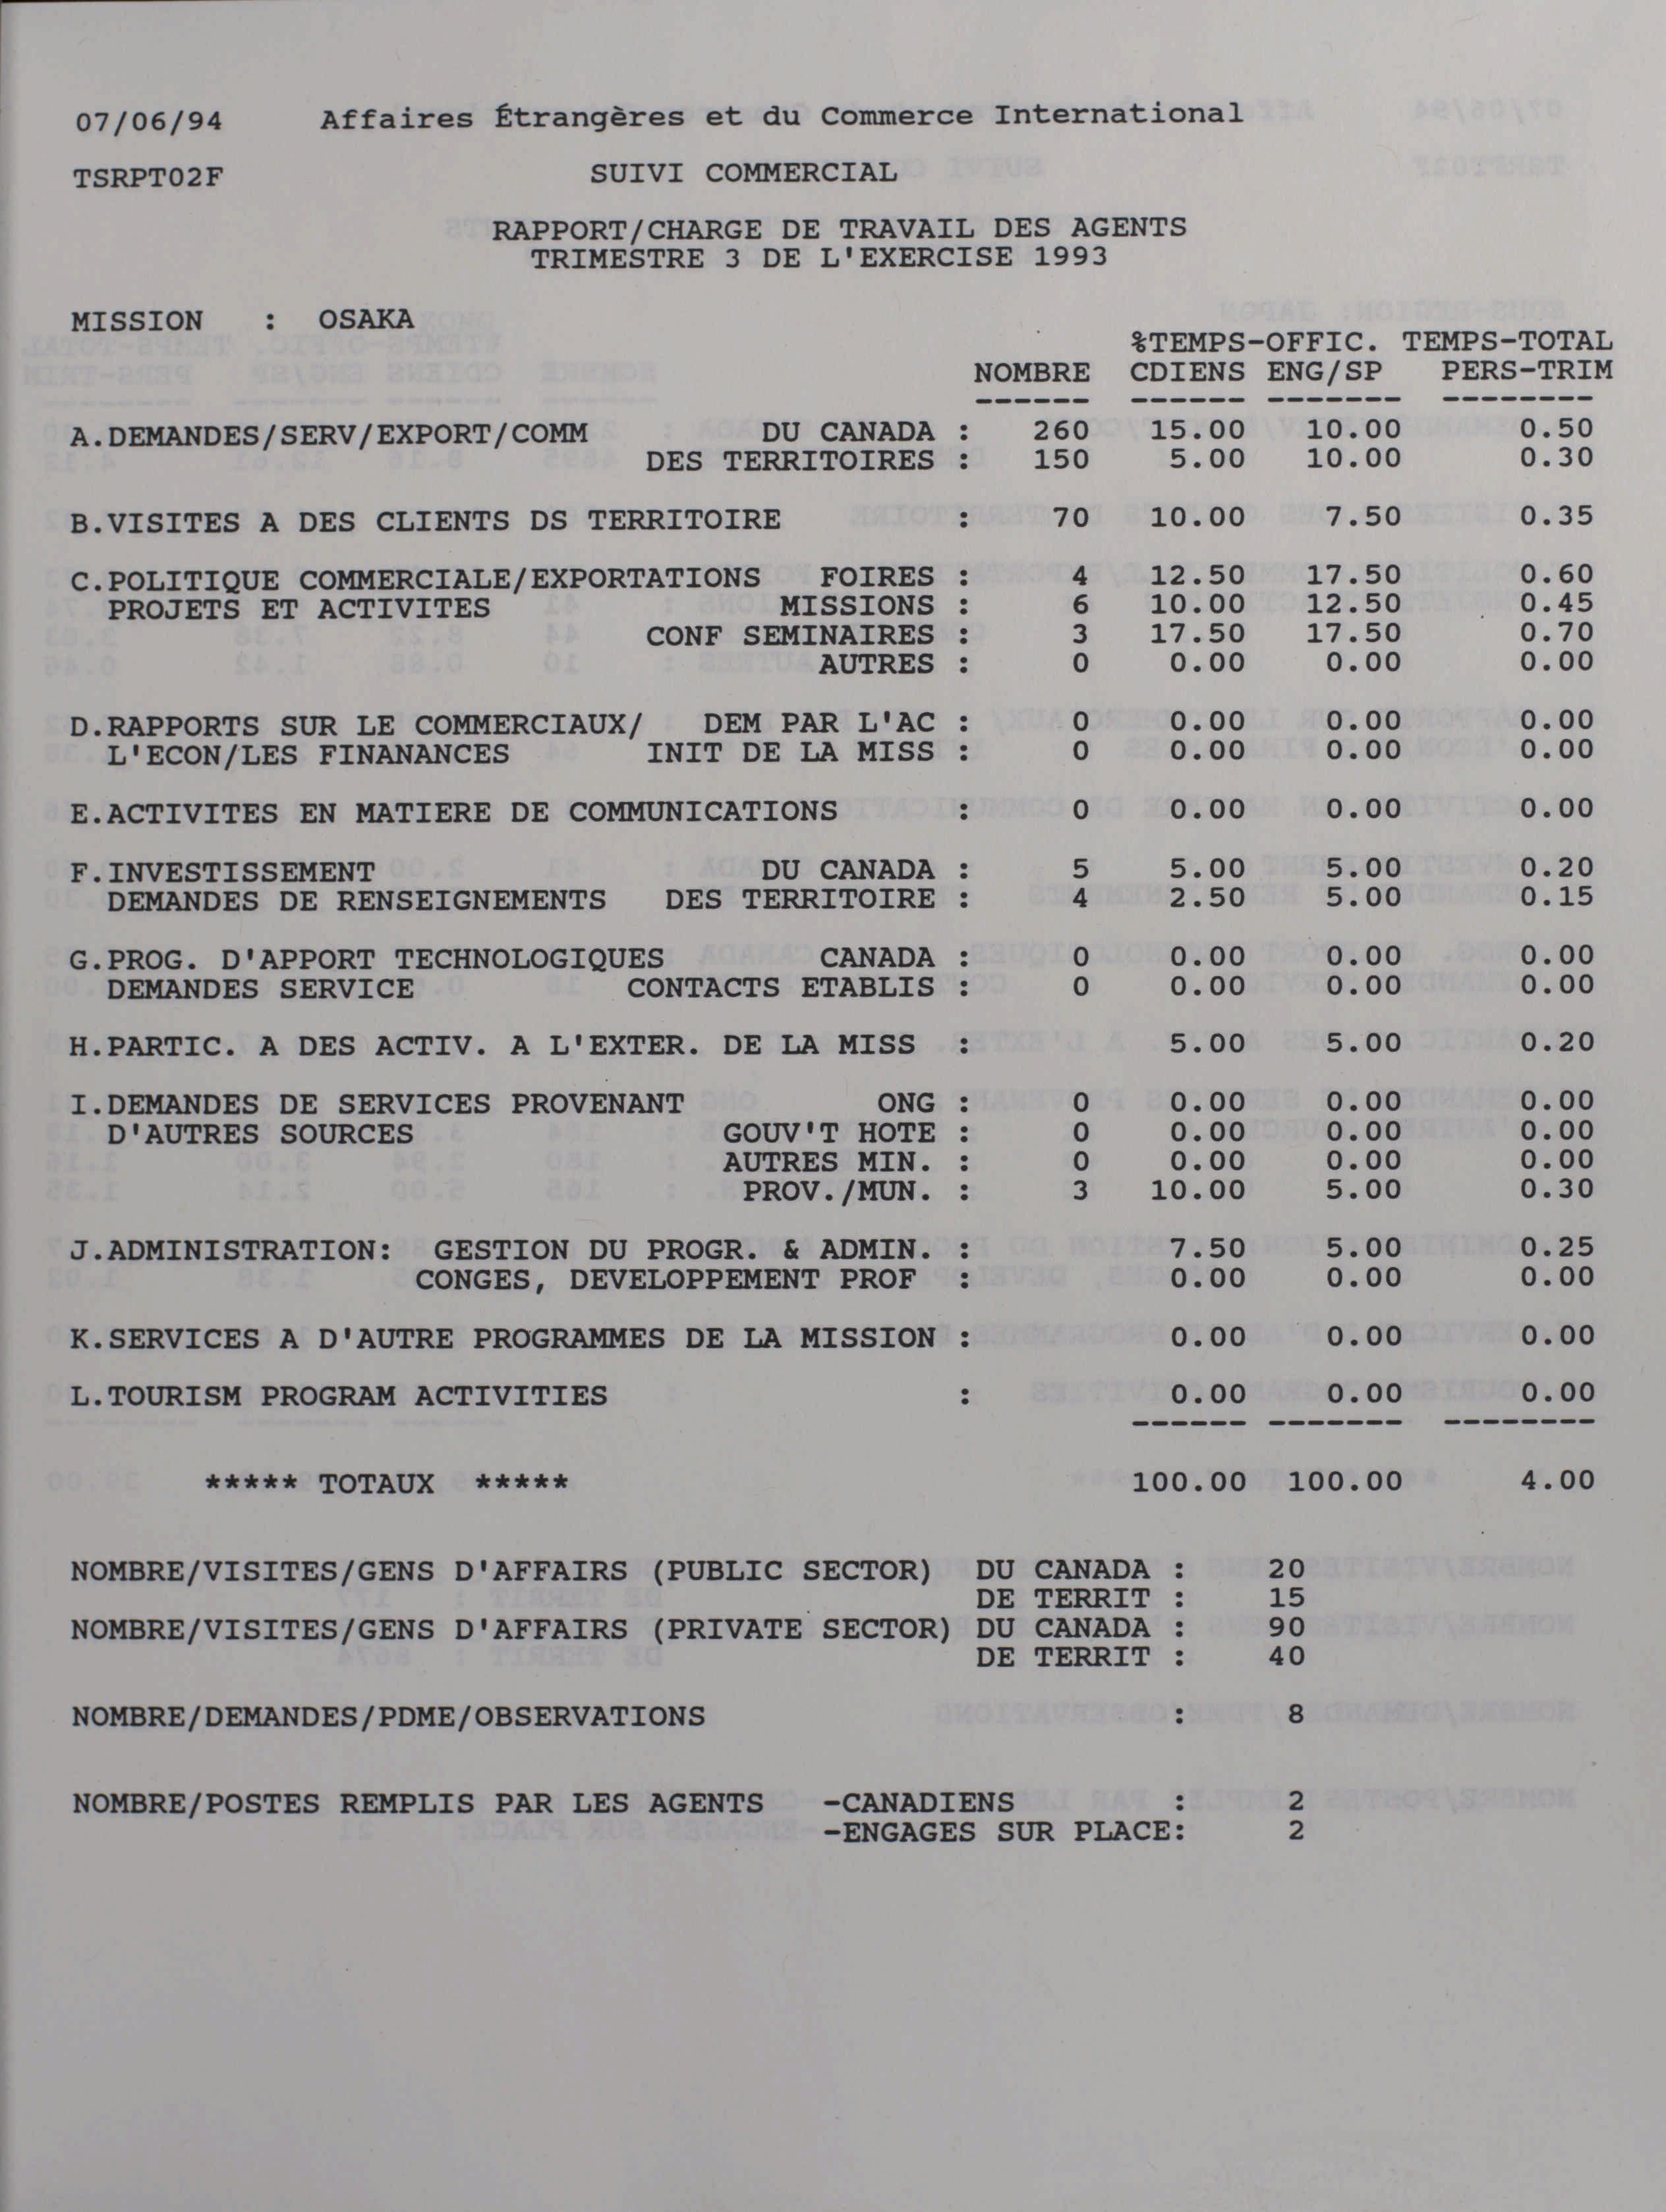 07/06/94 Affaires Étrangères et du Commerce International
TSRPT02F SUIVI COMMERCIAL
RAPPORT/CHARGE DE TRAVAIL DES AGENTS
TRIMESTRE 3 DE L'EXERCISE 1993
MISSION : OSAKA
%TEMPS-OFFIC. TEMPS-TOTAL
NOMBRE CDIENS ENG/SP PERS-TRIM
------ ------ ------- --------
A.DEMANDES/SERV/EXPORT/COMM DU CANADA : 260 15.00 10.00 0.50
DES TERRITOIRES : 150 5.00 10.00 0.30
B.VISITES A DES CLIENTS DS TERRITOIRE : 70 10.00 7.50 0.35
C.POLITIQUE COMMERCIALE/EXPORTATIONS FOIRES : 4 12.50 17.50 0.60
PROJETS ET ACTIVITES MISSIONS : 6 10.00 12.50 0.45
CONF SEMINAIRES : 3 17.50 17.50 0.70
AUTRES : 0 0.00 0.00 0.00
D.RAPPORTS SUR LE COMMERCIAUX/ DEM PAR L'AC : 0 0.00 0.00 0.00
L'ECON/LES FINANANCES INIT DE LA MISS : 0 0.00 0.00 0.00
E.ACTIVITES EN MATIERE DE COMMUNICATIONS : 0 0.00 0.00 0.00
F.INVESTISSEMENT DU CANADA : 5 5.00 5.00 0.20
DEMANDES DE RENSEIGNEMENTS DES TERRITOIRE : 4 2.50 5.00 0.15
G.PROG. D'APPORT TECHNOLOGIQUES CANADA : 0 0.00 0.00 0.00
DEMANDES SERVICE CONTACTS ETABLIS : 0 0.00 0.00 0.00
H.PARTIC. A DES ACTIV. A L'EXTER. DE LA MISS : 5.00 5.00 0.20
I.DEMANDES DE SERVICES PROVENANT ONG : 0 0.00 0.00 0.00
D'AUTRES SOURCES GOUV'T HOTE : 0 0.00 0.00 0.00
AUTRES MIN. : 0 0.00 0.00 0.00
PROV./MUN. : 3 10.00 5.00 0.30
J.ADMINISTRATION: GESTION DU PROGR. & ADMIN. : 7.50 5.00 0.25
CONGES, DEVELOPPEMENT PROF : 0.00 0.00 0.00
K.SERVICES A D'AUTRE PROGRAMMES DE LA MISSION : 0.00 0.00 0.00
L.TOURISM PROGRAM ACTIVITIES : 0.00 0.00 0.00
------ ------- --------
***** TOTAUX ***** 100.00 100.00 4.00
NOMBRE/VISITES/GENS D'AFFAIRS (PUBLIC SECTOR) DU CANADA : 20
DE TERRIT : 15
NOMBRE/VISITES/GENS D'AFFAIRS (PRIVATE SECTOR) DU CANADA : 90
DE TERRIT : 40
NOMBRE/DEMANDES/PDME/OBSERVATIONS : 8
NOMBRE/POSTES REMPLIS PAR LES AGENTS -CANADIENS : 2
-ENGAGES SUR PLACE: 2